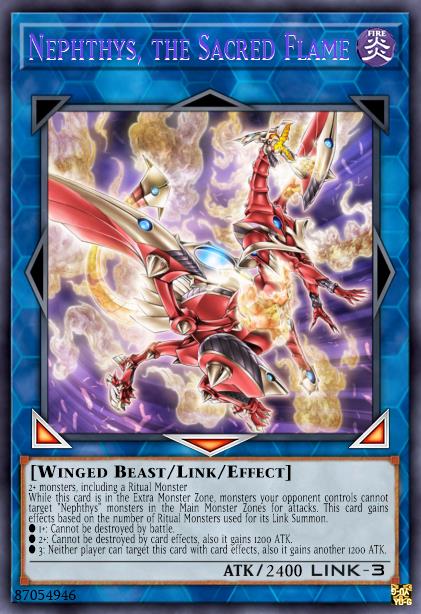 NEPHTHYS, THE SACRED FLAME
FIRE
炎
[WINGED BEAST/LINK/EFFECT]
2+ monsters, including a Ritual Monster
While this card is in the Extra Monster Zone, monsters your opponent controls cannot
target "Nephthys" monsters in the Main Monster Zones for attacks. This card gains
effects based on the number of Ritual Monsters used for its Link Summon.
● 1+: Cannot be destroyed by battle.
● 2+: Cannot be destroyed by card effects, also it gains 1200 ATK.
● 3: Neither player can target this card with card effects, also it gains another 1200 ATK.
ATK/2400 LINK-3
87054946